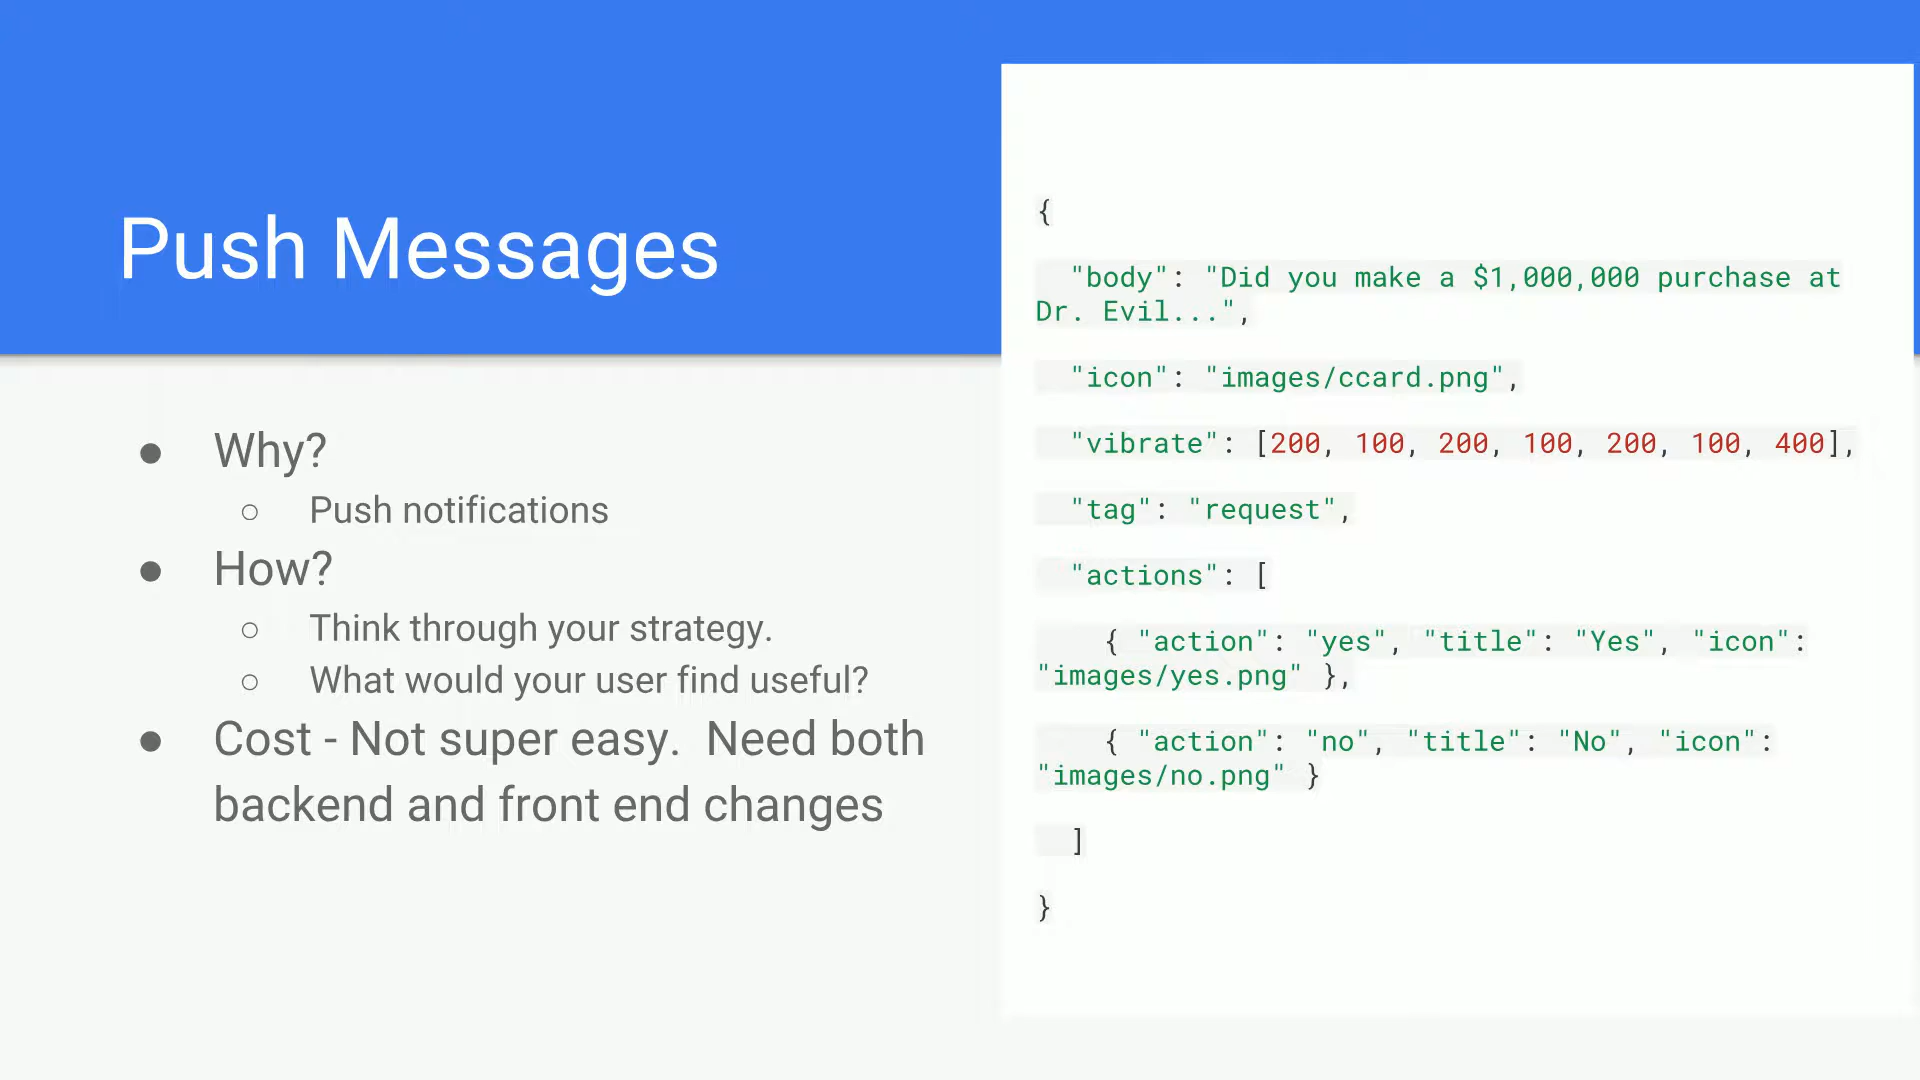 Push Messages
● Why?
○ Push notifications
● How?
○ Think through your strategy.
○ What would your user find useful?
● Cost - Not super easy.  Need both
backend and front end changes
{
  "body": "Did you make a $1,000,000 purchase at
Dr. Evil...",
  "icon": "images/ccard.png",
  "vibrate": [200, 100, 200, 100, 200, 100, 400],
  "tag": "request",
  "actions": [
    { "action": "yes", "title": "Yes", "icon":
"images/yes.png" },
    { "action": "no", "title": "No", "icon":
"images/no.png" }
  ]
}